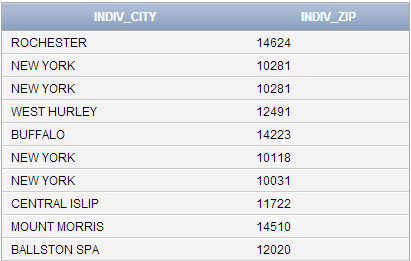 INDIV_CITY INDIV_ZIP
ROCHESTER 14624
NEW YORK 10281
NEW YORK 10281
WEST HURLEY 12491
BUFFALO 14223
NEW YORK 10118
NEW YORK 10031
CENTRAL ISLIP 11722
MOUNT MORRIS 14510
BALLSTON SPA 12020